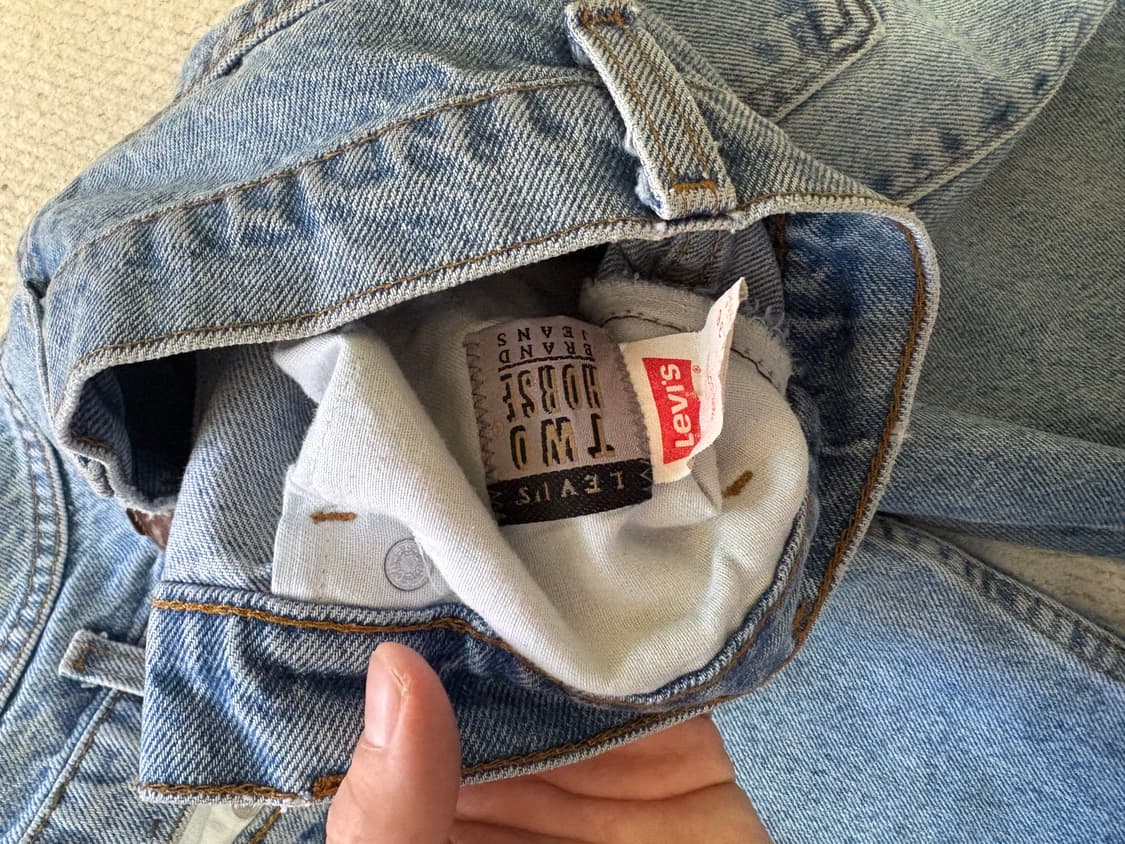 LEVI'S
TWO
HORSE
BRAND
JEANS
Levi's
®